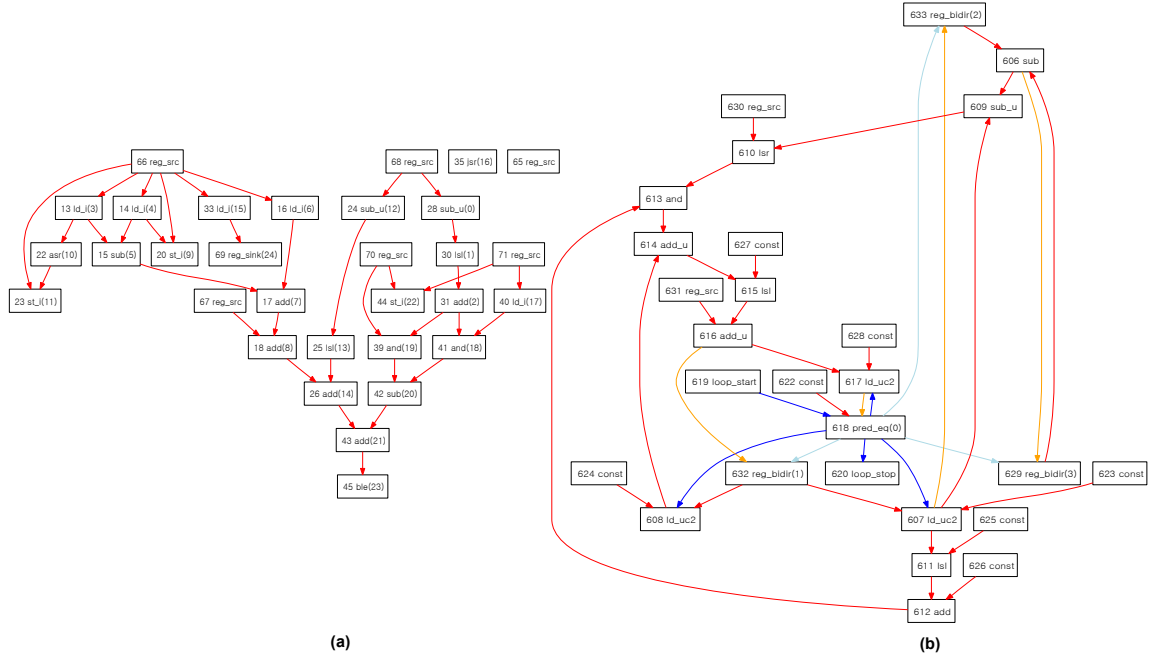 66 reg_src
68 reg_src
35 jsr(16)
65 reg_src
13 ld_i(3)
14 ld_i(4)
33 ld_i(15)
16 ld_i(6)
24 sub_u(12)
28 sub_u(0)
22 asr(10)
15 sub(5)
20 st_i(9)
69 reg_sink(24)
70 reg_src
30 lsl(1)
71 reg_src
23 st_i(11)
67 reg_src
17 add(7)
44 st_i(22)
31 add(2)
40 ld_i(17)
18 add(8)
25 lsl(13)
39 and(19)
41 and(18)
26 add(14)
42 sub(20)
43 add(21)
45 ble(23)
(a)
633 reg_bidir(2)
606 sub
630 reg_src
609 sub_u
610 lsr
613 and
614 add_u
627 const
631 reg_src
615 lsl
616 add_u
628 const
619 loop_start
622 const
617 ld_uc2
618 pred_eq(0)
624 const
632 reg_bidir(1)
620 loop_stop
629 reg_bidir(3)
623 const
608 ld_uc2
607 ld_uc2
625 const
611 lsl
626 const
612 add
(b)